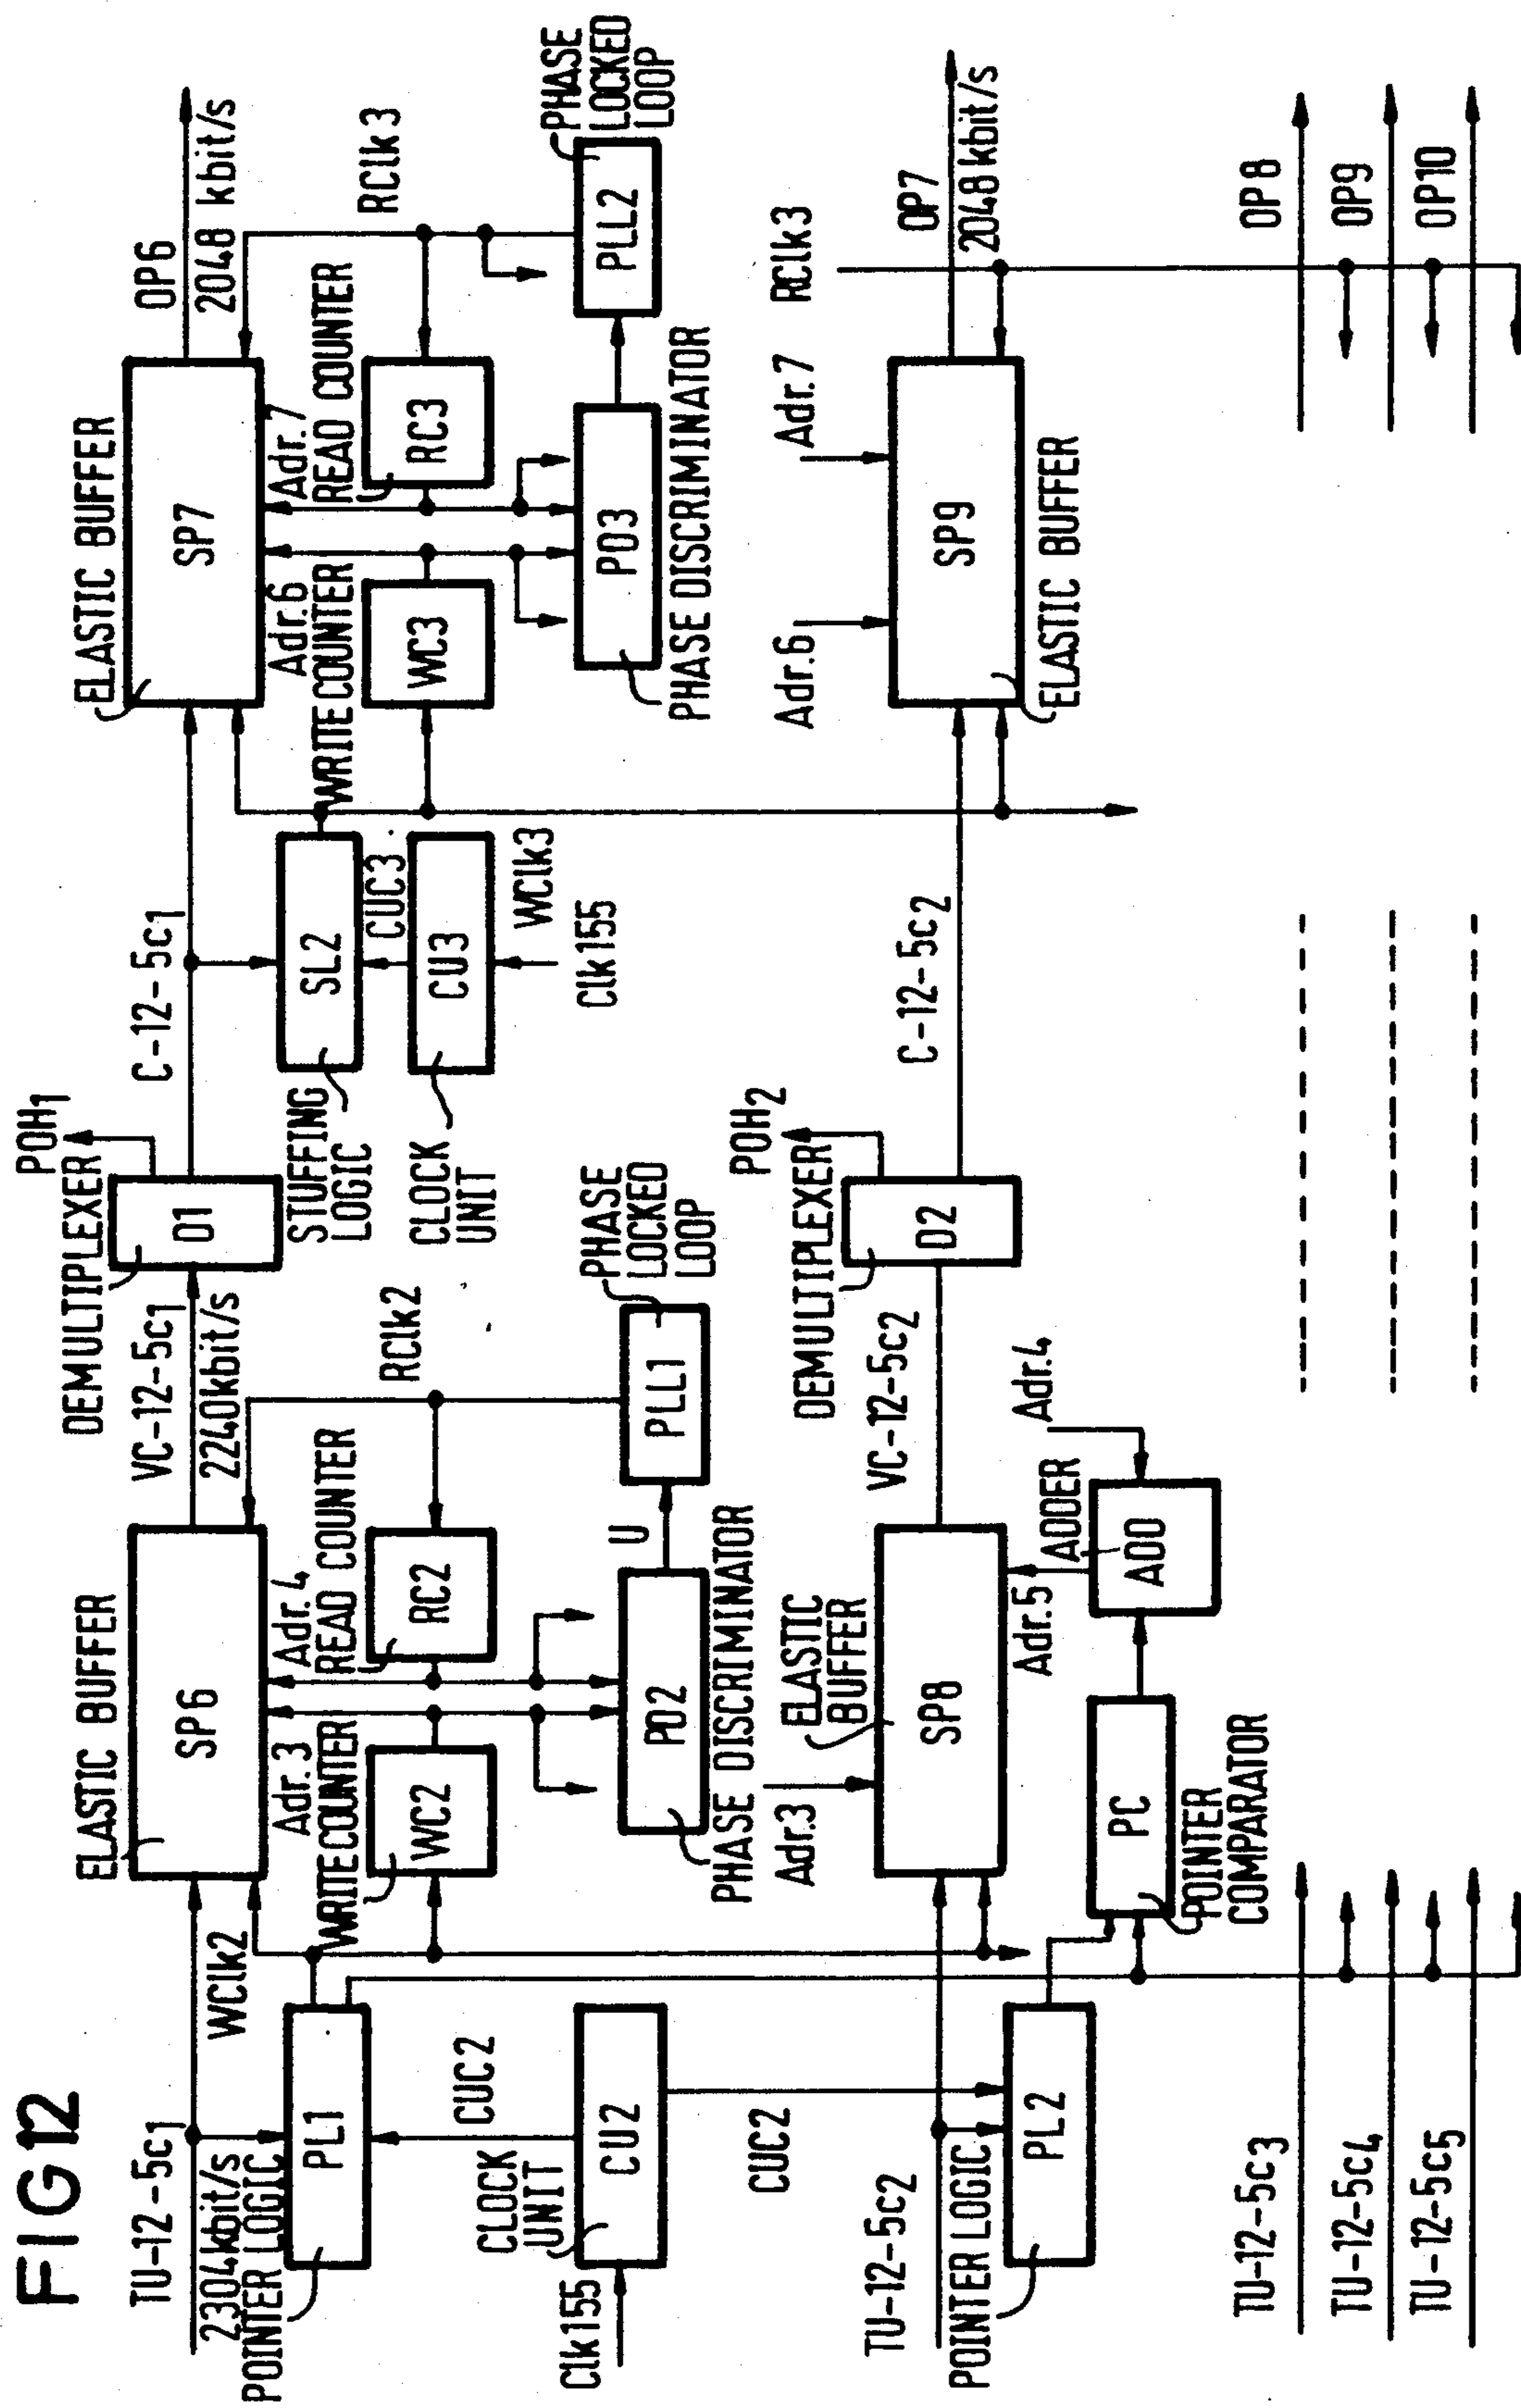 FIG 12
TU-12-5c1
2304kbit/s
POINTER LOGIC
PL1
WClk2
ELASTIC BUFFER
SP6
Adr.3
WRITE COUNTER
WC2
Adr.4
READ COUNTER
RC2
RClk2
PD2
PHASE DISCRIMINATOR
U
PLL1
PHASE
LOCKED
LOOP
CUC2
CLOCK
UNIT
CU2
Clk155
CUC2
VC-12-5c1
2240kbit/s
DEMULTIPLEXER
D1
POH1
C-12-5c1
STUFFING
LOGIC
SL2
CUC3
CLOCK
UNIT
CU3
WClk3
Clk155
ELASTIC BUFFER
SP7
Adr.6
WRITE COUNTER
WC3
Adr.7
READ COUNTER
RC3
RClk3
PD3
PHASE DISCRIMINATOR
PLL2
PHASE
LOCKED
LOOP
OP6
2048 kbit/s
TU-12-5c2
POINTER LOGIC
PL2
Adr.3
ELASTIC
BUFFER
SP8
Adr.5
ADDER
ADD
Adr.4
PC
POINTER
COMPARATOR
VC-12-5c2
DEMULTIPLEXER
D2
POH2
C-12-5c2
Adr.6
Adr.7
SP9
ELASTIC BUFFER
RClk3
OP7
2048 kbit/s
TU-12-5c3
OP8
TU-12-5c4
OP9
TU-12-5c5
OP10